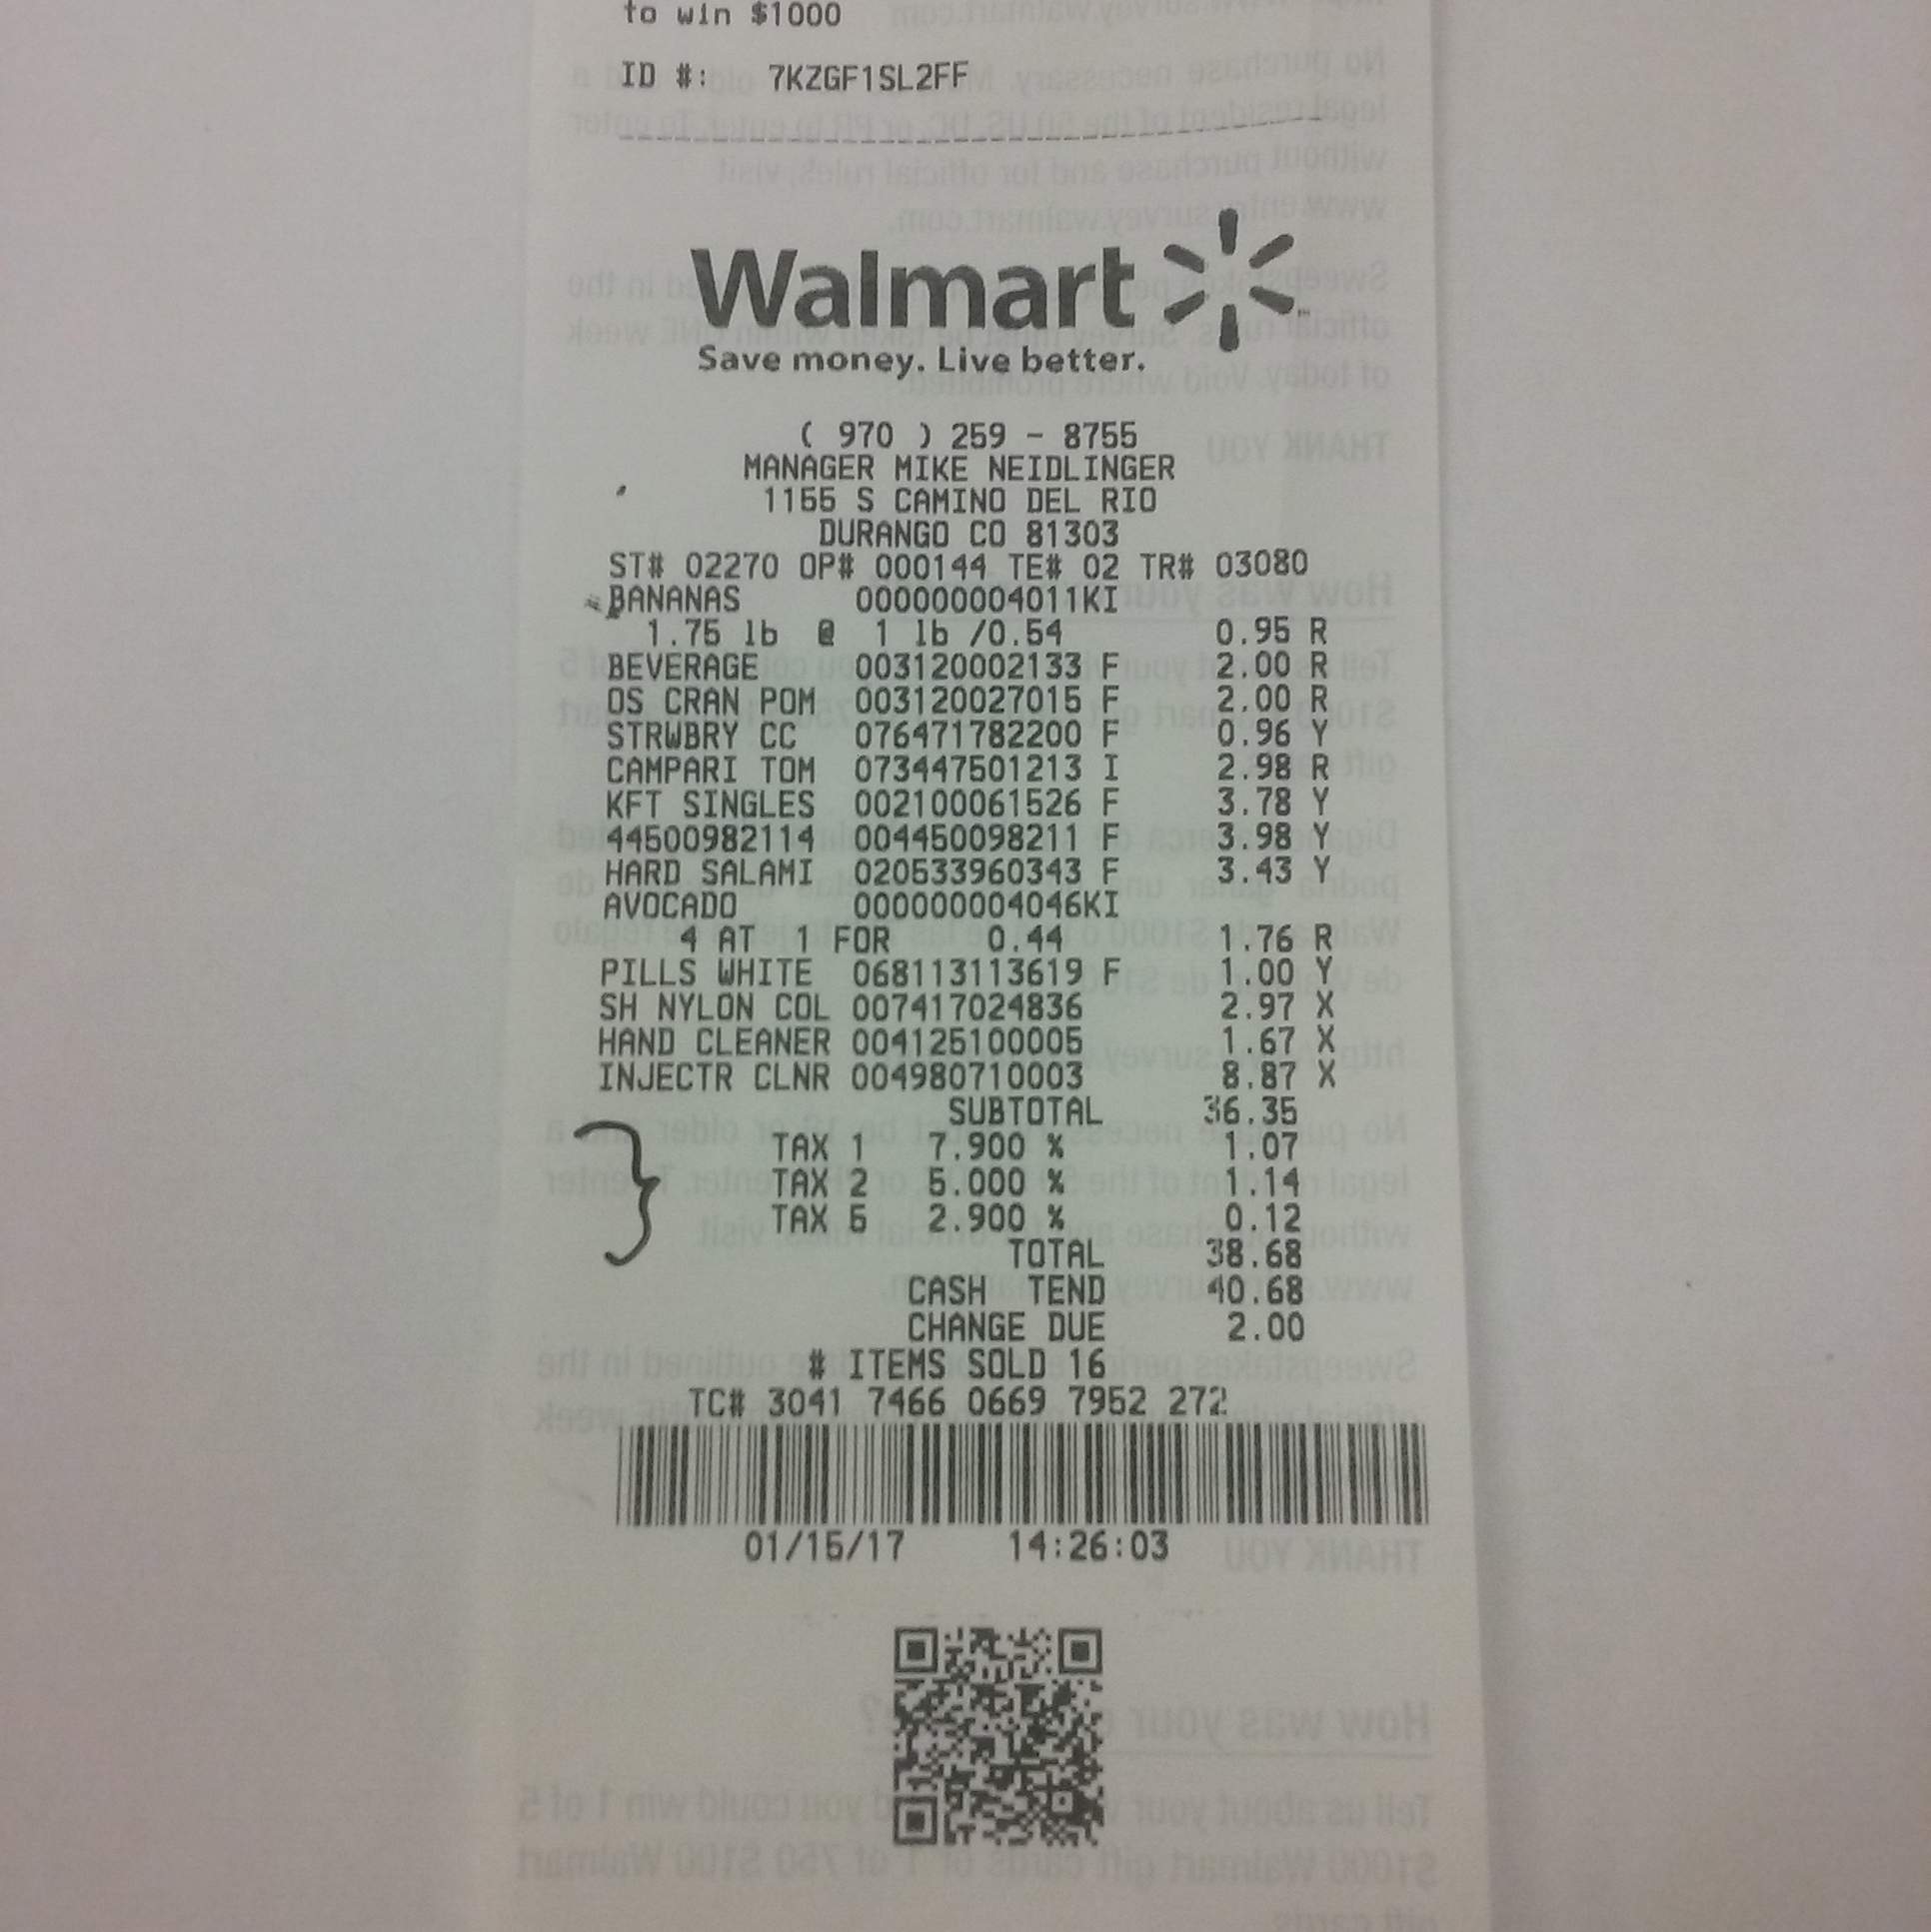 to win $1000
ID #: 7KZGF1SL2FF
Walmart
Save money. Live better.
( 970 ) 259 - 8755
MANAGER MIKE NEIDLINGER
1155 S CAMINO DEL RIO
DURANGO CO 81303
ST# 02270 OP# 000144 TE# 02 TR# 03080
BANANAS 000000004011KI
1.75 lb @ 1 lb /0.54 0.95 R
BEVERAGE 003120002133 F 2.00 R
OS CRAN POM 003120027015 F 2.00 R
STRWBRY CC 076471782200 F 0.96 Y
CAMPARI TOM 073447501213 I 2.98 R
KFT SINGLES 002100061526 F 3.78 Y
44500982114 004450098211 F 3.98 Y
HARD SALAMI 020533960343 F 3.43 Y
AVOCADO 000000004046KI
4 AT 1 FOR 0.44 1.76 R
PILLS WHITE 068113113619 F 1.00 Y
SH NYLON COL 007417024836 2.97 X
HAND CLEANER 004125100005 1.67 X
INJECTR CLNR 004980710003 8.87 X
SUBTOTAL 36.35
TAX 1 7.900 % 1.07
TAX 2 5.000 % 1.14
TAX 5 2.900 % 0.12
TOTAL 38.68
CASH TEND 40.68
CHANGE DUE 2.00
# ITEMS SOLD 16
TC# 3041 7466 0669 7952 272
01/15/17 14:26:03